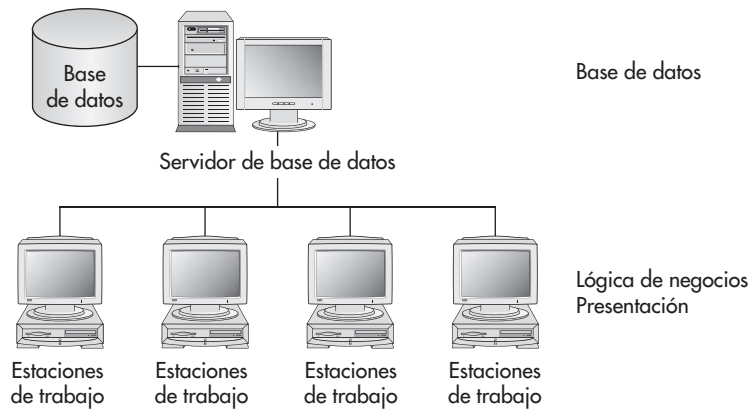 Base
de datos
Base de datos
Servidor de base de datos
Lógica de negocios
Presentación
Estaciones
de trabajo
Estaciones
de trabajo
Estaciones
de trabajo
Estaciones
de trabajo